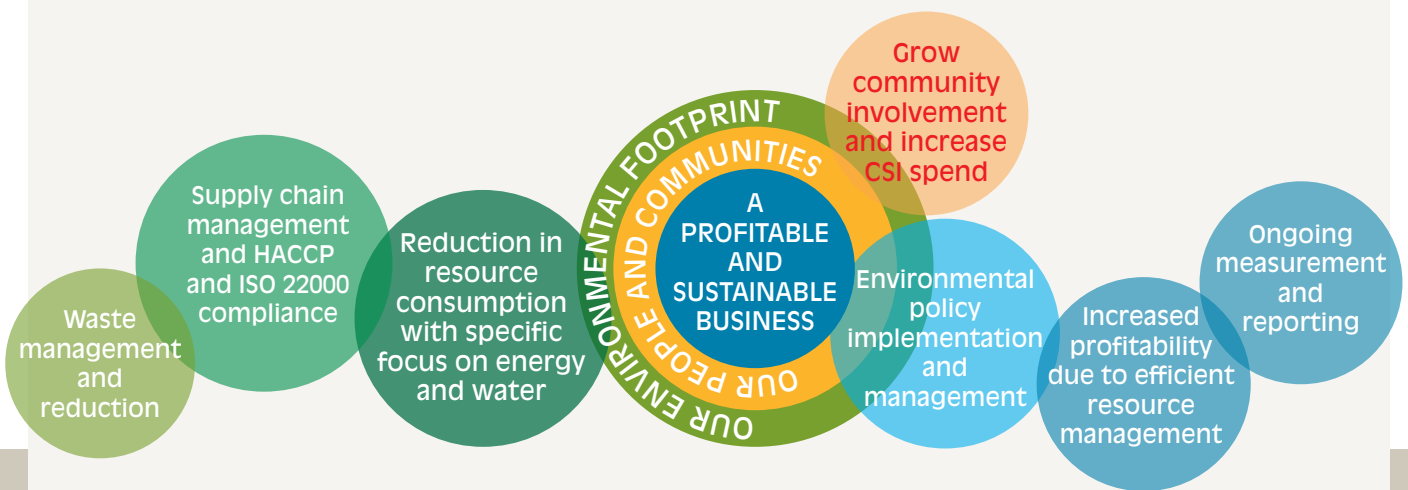 Waste
management
and
reduction
Supply chain
management
and HACCP
and ISO 22000
compliance
Reduction in
resource
consumption
with specific
focus on energy
and water
OUR ENVIRONMENTAL FOOTPRINT
OUR PEOPLE AND COMMUNITIES
A
PROFITABLE
AND
SUSTAINABLE
BUSINESS
Grow
community
involvement
and increase
CSI spend
Environmental
policy
implementation
and
management
Increased
profitability
due to efficient
resource
management
Ongoing
measurement
and
reporting